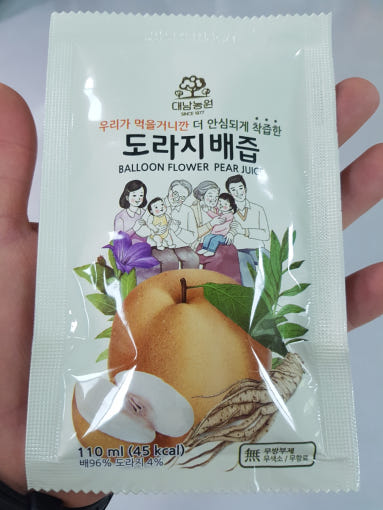 대남농원
SINCE 1977
우리가 먹을거니깐 더 안심되게 착즙한
도라지배즙
BALLOON FLOWER PEAR JUICE
110 ml (45 kcal)
배96% 도라지 4%
無 무방부제
무색소 / 무향료